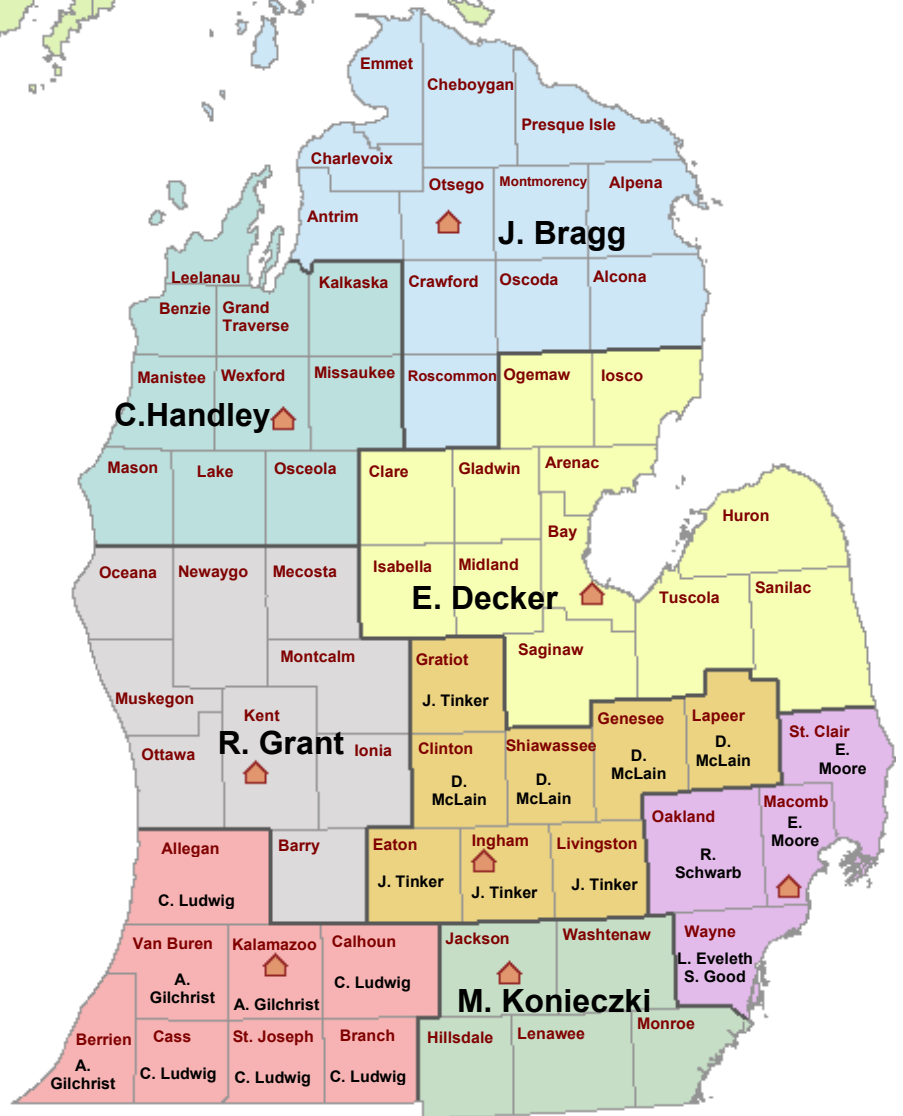 Emmet
Cheboygan
Presque Isle
Charlevoix
Otsego
Montmorency
Alpena
Antrim
J. Bragg
Leelanau
Kalkaska
Crawford
Oscoda
Alcona
Benzie
Grand
Traverse
Manistee
Wexford
Missaukee
Roscommon
Ogemaw
Iosco
C.Handley
Mason
Lake
Osceola
Clare
Gladwin
Arenac
Huron
Bay
Oceana
Newaygo
Mecosta
Isabella
Midland
E. Decker
Tuscola
Sanilac
Montcalm
Gratiot
J. Tinker
Saginaw
Muskegon
Kent
R. Grant
Ottawa
Ionia
Clinton
D.
McLain
Shiawassee
D.
McLain
Genesee
D.
McLain
Lapeer
D.
McLain
St. Clair
E.
Moore
Macomb
E.
Moore
Oakland
R.
Schwarb
Allegan
C. Ludwig
Barry
Eaton
J. Tinker
Ingham
J. Tinker
Livingston
J. Tinker
Van Buren
A.
Gilchrist
Kalamazoo
A. Gilchrist
Calhoun
C. Ludwig
Jackson
Washtenaw
Wayne
L. Eveleth
S. Good
M. Konieczki
Berrien
A.
Gilchrist
Cass
C. Ludwig
St. Joseph
C. Ludwig
Branch
C. Ludwig
Hillsdale
Lenawee
Monroe